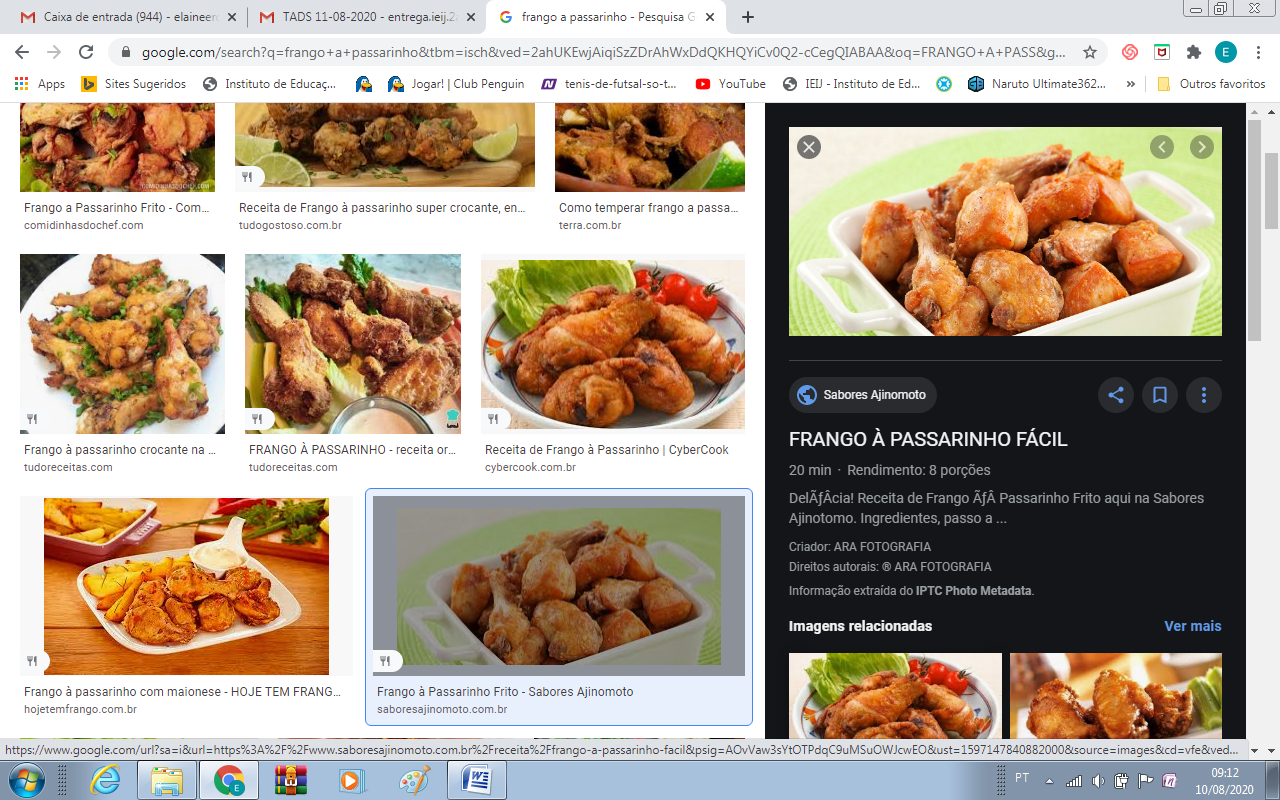 Caixa de entrada (944) - elaineer
TADS 11-08-2020 - entrega.ieij.2
frango a passarinho - Pesquisa G
google.com/search?q=frango+a+passarinho&tbm=isch&ved=2ahUKEwjAiqiSzZDrAhWxDdQKHQYiCv0Q2-cCegQIABAA&oq=FRANGO+A+PASS&g...
E
Apps
Sites Sugeridos
Instituto de Educaç...
Jogar! | Club Penguin
tenis-de-futsal-so-t...
YouTube
IEIJ - Instituto de Ed...
Naruto Ultimate362...
»
Outros favoritos
COMIDINHASDOCHEF.COM
Frango a Passarinho Frito - Com...
comidinhasdochef.com
Receita de Frango à passarinho super crocante, en...
tudogostoso.com.br
Como temperar frango a passa...
terra.com.br
Frango à passarinho crocante na ...
tudoreceitas.com
FRANGO À PASSARINHO - receita or...
tudoreceitas.com
Receita de Frango à Passarinho | CyberCook
cybercook.com.br
Frango à passarinho com maionese - HOJE TEM FRANG...
hojetemfrango.com.br
Frango à Passarinho Frito - Sabores Ajinomoto
saboresajinomoto.com.br
Sabores Ajinomoto
FRANGO À PASSARINHO FÁCIL
20 min · Rendimento: 8 porções
DelÃƒÂcia! Receita de Frango ÃƒÂ Passarinho Frito aqui na Sabores
Ajinotomo. Ingredientes, passo a ...
Criador: ARA FOTOGRAFIA
Direitos autorais: ® ARA FOTOGRAFIA
Informação extraída do IPTC Photo Metadata.
Imagens relacionadas
Ver mais
https://www.google.com/url?sa=i&url=https%3A%2F%2Fwww.saboresajinomoto.com.br%2Freceita%2Ffrango-a-passarinho-facil&psig=AOvVaw3sYtOTPdqC9uMSuOWJcwEO&ust=1597147840882000&source=images&cd=vfe&ved...
PT
09:12
10/08/2020